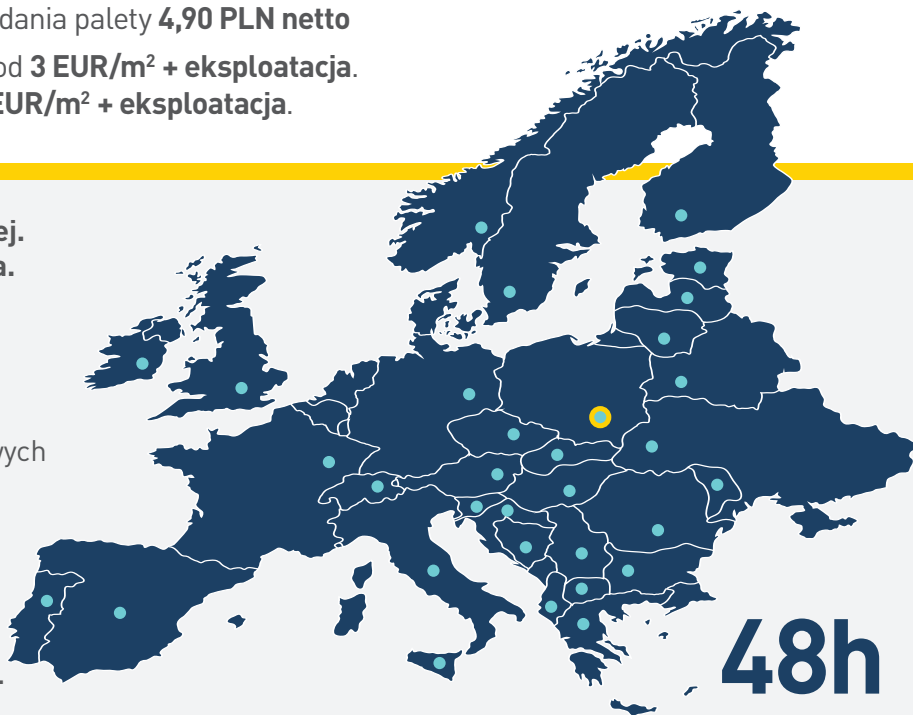 dania palety 4,90 PLN netto
od 3 EUR/m² + eksploatacja.
EUR/m² + eksploatacja.
ej.
a.
ych
48h